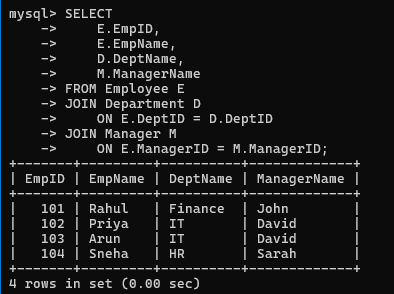 mysql> SELECT
    ->     E.EmpID,
    ->     E.EmpName,
    ->     D.DeptName,
    ->     M.ManagerName
    -> FROM Employee E
    -> JOIN Department D
    ->     ON E.DeptID = D.DeptID
    -> JOIN Manager M
    ->     ON E.ManagerID = M.ManagerID;
+-------+---------+----------+-------------+
| EmpID | EmpName | DeptName | ManagerName |
+-------+---------+----------+-------------+
|   101 | Rahul   | Finance  | John        |
|   102 | Priya   | IT       | David       |
|   103 | Arun    | IT       | David       |
|   104 | Sneha   | HR       | Sarah       |
+-------+---------+----------+-------------+
4 rows in set (0.00 sec)